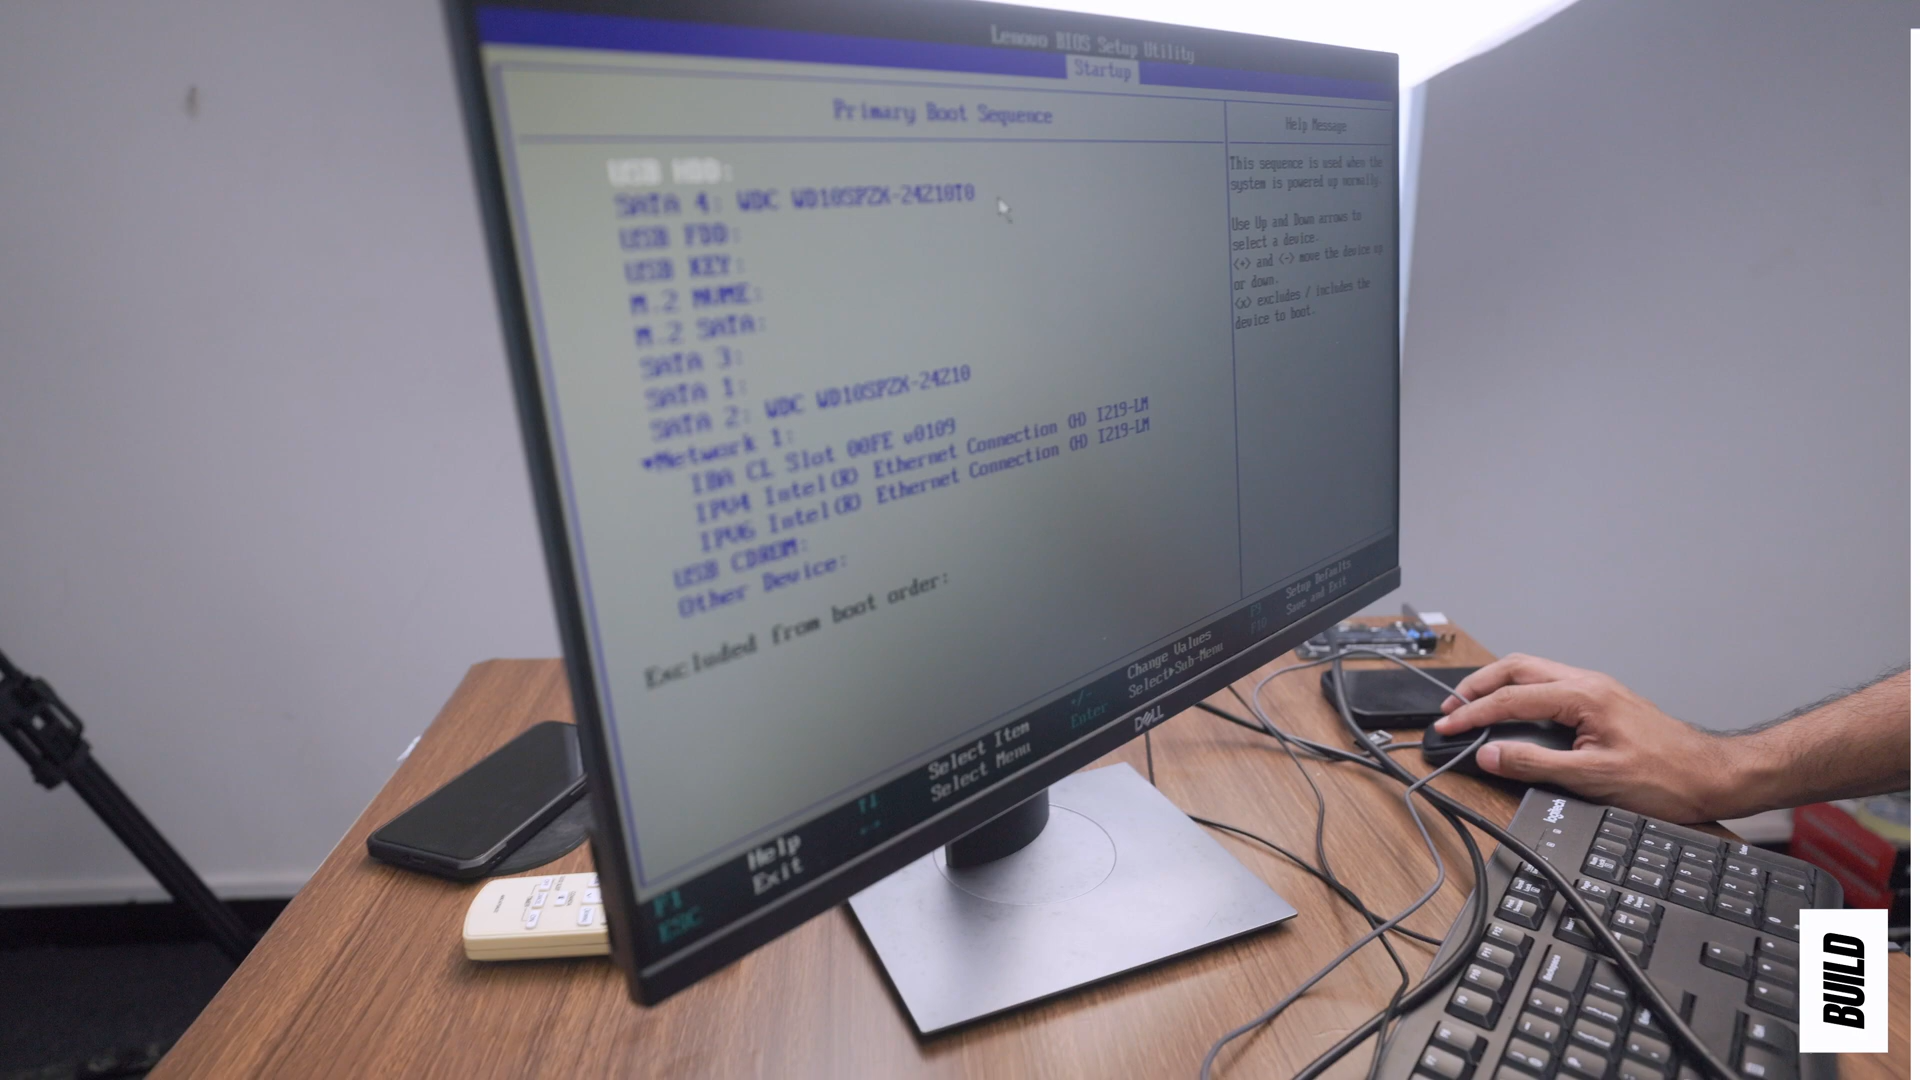 Lenovo BIOS Setup Utility
Startup
Primary Boot Sequence
USB HDD:
SATA 4: WDC WD10SPZX-24Z10T0
USB FDD:
USB KEY:
M.2 NVME:
M.2 SATA:
SATA 3:
SATA 1:
SATA 2: WDC WD10SPZX-24Z10
Network 1:
IBA CL Slot 00FE v0109
IPV4 Intel(R) Ethernet Connection (H) I219-LM
IPV6 Intel(R) Ethernet Connection (H) I219-LM
USB CDROM:
Other Device:
Excluded from boot order:
Help Message
This sequence is used when the
system is powered up normally.
Use Up and Down arrows to
select a device.
<+> and <-> move the device up
or down.
<x> excludes / includes the
device to boot.
F1 Help ↑↓ Select Item +/- Change Values F9 Setup Defaults
ESC Exit ←→ Select Menu Enter Select▶Sub-Menu F10 Save and Exit
DELL
logitech
BUILD